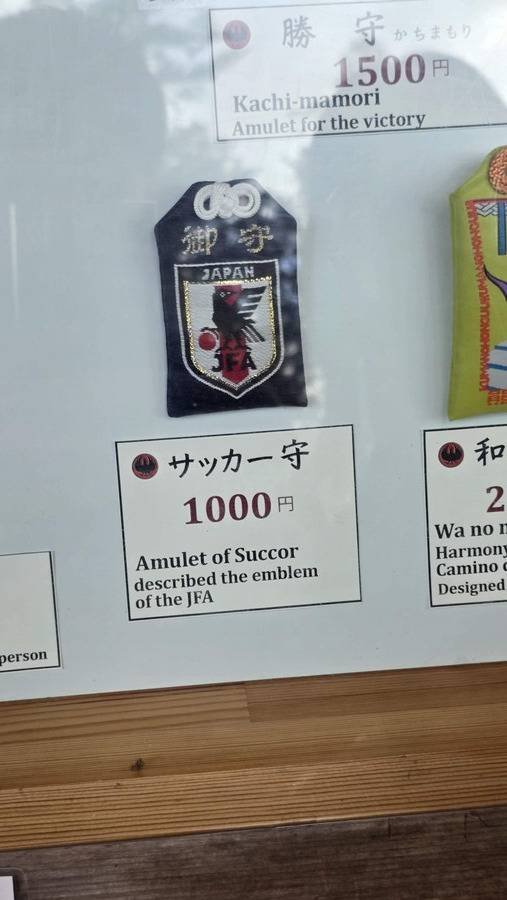 勝守 かちまもり
1500円
Kachi-mamori
Amulet for the victory
御守
JAPAN
JFA
サッカー守
1000円
Amulet of Succor
described the emblem
of the JFA
和
2
Wa no
Harmony
Camino
Designed
person